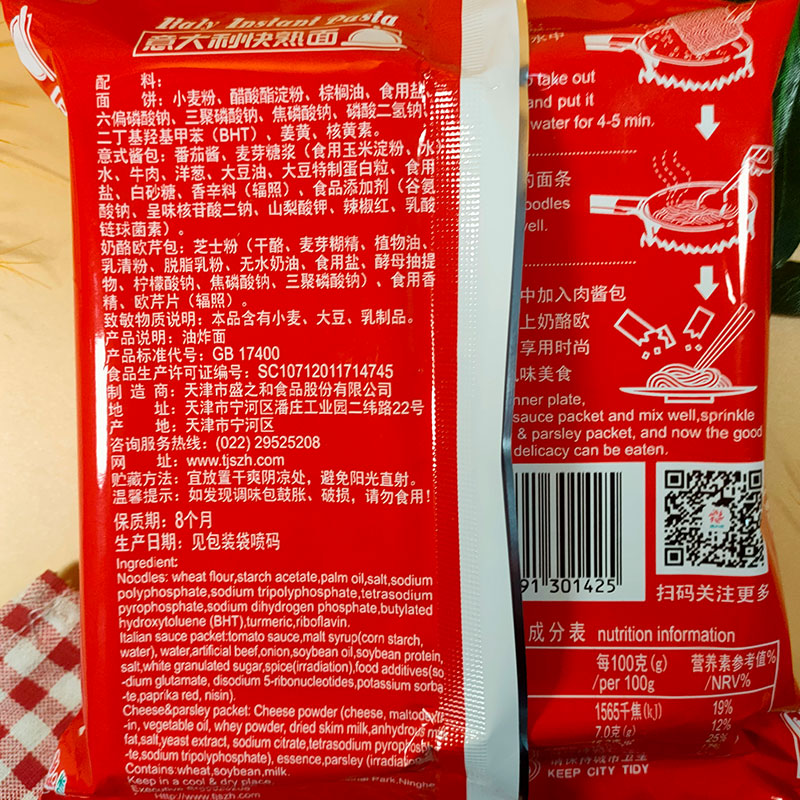 Italy Instant Pasta
意大利快熟面
配 料:
面 饼: 小麦粉、醋酸酯淀粉、棕榈油、食用盐、
六偏磷酸钠、三聚磷酸钠、焦磷酸钠、磷酸二氢钠、
二丁基羟基甲苯(BHT)、姜黄、核黄素。
意式酱包: 番茄酱、麦芽糖浆(食用玉米淀粉、水)
水、牛肉、洋葱、大豆油、大豆特制蛋白粒、食用
盐、白砂糖、香辛料(辐照)、食品添加剂(谷氨
酸钠、呈味核苷酸二钠、山梨酸钾、辣椒红、乳酸
链球菌素)。
奶酪欧芹包: 芝士粉(干酪、麦芽糊精、植物油、
乳清粉、脱脂乳粉、无水奶油、食用盐、酵母抽提
物、柠檬酸钠、焦磷酸钠、三聚磷酸钠)、食用香
精、欧芹片(辐照)。
致敏物质说明: 本品含有小麦、大豆、乳制品。
产品说明: 油炸面
产品标准代号: GB 17400
食品生产许可证编号: SC10712011714745
制 造 商: 天津市盛之和食品股份有限公司
地 址: 天津市宁河区潘庄工业园二纬路22号
产 地: 天津市宁河区
咨询服务热线: (022) 29525208
网 址: www.tjszh.com
贮藏方法: 宜放置干爽阴凉处, 避免阳光直射。
温馨提示: 如发现调味包鼓胀、破损, 请勿食用!
保质期: 8个月
生产日期: 见包装袋喷码
Ingredient:
Noodles: wheat flour,starch acetate,palm oil,salt,sodium
polyphosphate,sodium tripolyphosphate,tetrasodium
pyrophosphate,sodium dihydrogen phosphate,butylated
hydroxytoluene (BHT),turmeric,riboflavin.
Italian sauce packet:tomato sauce,malt syrup(corn starch,
water), water,artificial beef,onion,soybean oil,soybean protein,
salt,white granulated sugar,spice(irradiation),food additives(so
-dium glutamate, disodium 5-ribonucleotides,potassium sorba
-te,paprika red, nisin).
Cheese&parsley packet: Cheese powder (cheese, maltodextr
-in, vegetable oil, whey powder, dried skim milk,anhydrous mi
fat,salt,yeast extract, sodium citrate,tetrasodium pyrophosp
-te,sodium tripolyphosphate), essence,parsley (irradiation
Contains:wheat,soybean,milk.
Keep in a cool & dry place.
Park,Ninghe
Http://www.tjszh.com
水中
take out
and put it
water for 4-5 min.
的面条
oodles
ell.
中加入肉酱包
上奶酪欧
享用时尚
味美食
nner plate,
sauce packet and mix well,sprinkle
& parsley packet, and now the good
delicacy can be eaten.
91 301425
扫码关注更多
成分表 nutrition information
每100克(g) 营养素参考值%
/per 100g /NRV%
1565千焦(kj) 19%
7.0克(g) 12%
25%
请保持城市卫生
KEEP CITY TIDY